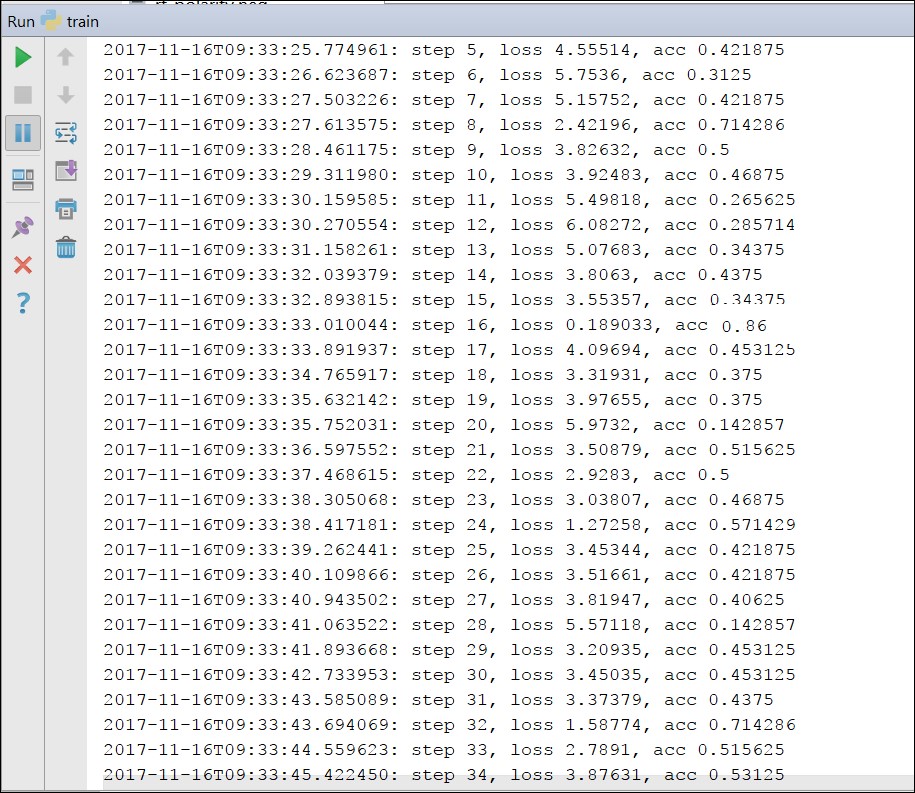 Run train
2017-11-16T09:33:25.774961: step 5, loss 4.55514, acc 0.421875
2017-11-16T09:33:26.623687: step 6, loss 5.7536, acc 0.3125
2017-11-16T09:33:27.503226: step 7, loss 5.15752, acc 0.421875
2017-11-16T09:33:27.613575: step 8, loss 2.42196, acc 0.714286
2017-11-16T09:33:28.461175: step 9, loss 3.82632, acc 0.5
2017-11-16T09:33:29.311980: step 10, loss 3.92483, acc 0.46875
2017-11-16T09:33:30.159585: step 11, loss 5.49818, acc 0.265625
2017-11-16T09:33:30.270554: step 12, loss 6.08272, acc 0.285714
2017-11-16T09:33:31.158261: step 13, loss 5.07683, acc 0.34375
2017-11-16T09:33:32.039379: step 14, loss 3.8063, acc 0.4375
2017-11-16T09:33:32.893815: step 15, loss 3.55357, acc 0.34375
2017-11-16T09:33:33.010044: step 16, loss 0.189033, acc 0.86
2017-11-16T09:33:33.891937: step 17, loss 4.09694, acc 0.453125
2017-11-16T09:33:34.765917: step 18, loss 3.31931, acc 0.375
2017-11-16T09:33:35.632142: step 19, loss 3.97655, acc 0.375
2017-11-16T09:33:35.752031: step 20, loss 5.9732, acc 0.142857
2017-11-16T09:33:36.597552: step 21, loss 3.50879, acc 0.515625
2017-11-16T09:33:37.468615: step 22, loss 2.9283, acc 0.5
2017-11-16T09:33:38.305068: step 23, loss 3.03807, acc 0.46875
2017-11-16T09:33:38.417181: step 24, loss 1.27258, acc 0.571429
2017-11-16T09:33:39.262441: step 25, loss 3.45344, acc 0.421875
2017-11-16T09:33:40.109866: step 26, loss 3.51661, acc 0.421875
2017-11-16T09:33:40.943502: step 27, loss 3.81947, acc 0.40625
2017-11-16T09:33:41.063522: step 28, loss 5.57118, acc 0.142857
2017-11-16T09:33:41.893668: step 29, loss 3.20935, acc 0.453125
2017-11-16T09:33:42.733953: step 30, loss 3.45035, acc 0.453125
2017-11-16T09:33:43.585089: step 31, loss 3.37379, acc 0.4375
2017-11-16T09:33:43.694069: step 32, loss 1.58774, acc 0.714286
2017-11-16T09:33:44.559623: step 33, loss 2.7891, acc 0.515625
2017-11-16T09:33:45.422450: step 34, loss 3.87631, acc 0.53125